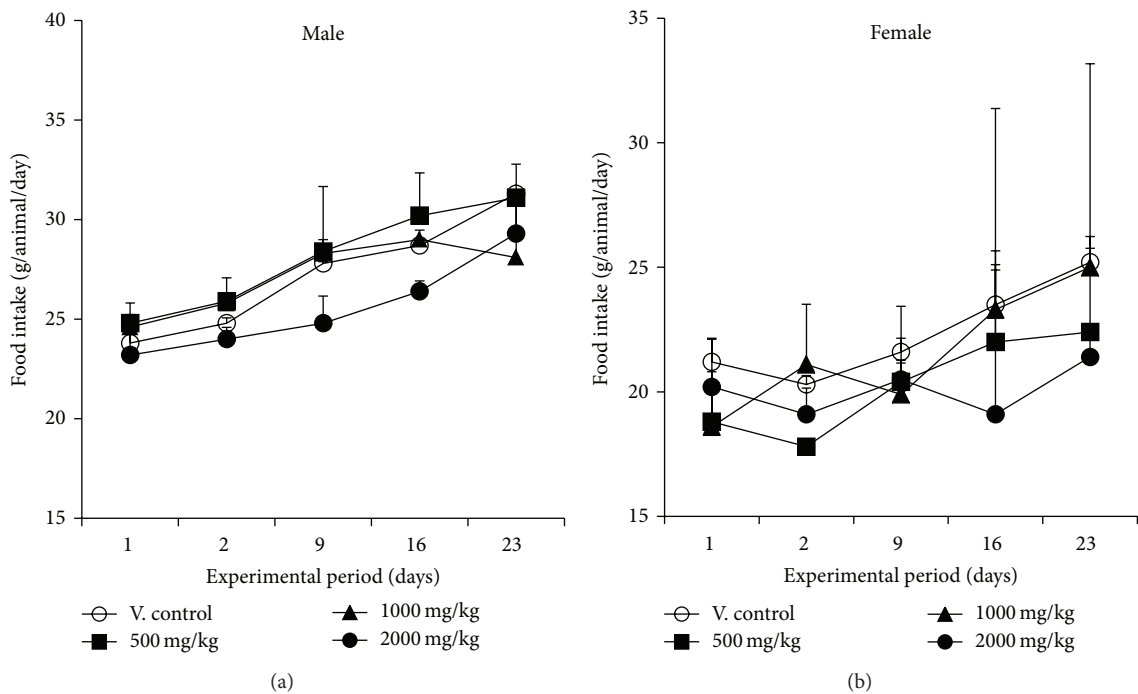 Male
Food intake (g/animal/day)
40
35
30
25
20
15
1 2 9 16 23
Experimental period (days)
V. control
1000 mg/kg
500 mg/kg
2000 mg/kg
(a)
Female
Food intake (g/animal/day)
35
30
25
20
15
1 2 9 16 23
Experimental period (days)
V. control
1000 mg/kg
500 mg/kg
2000 mg/kg
(b)